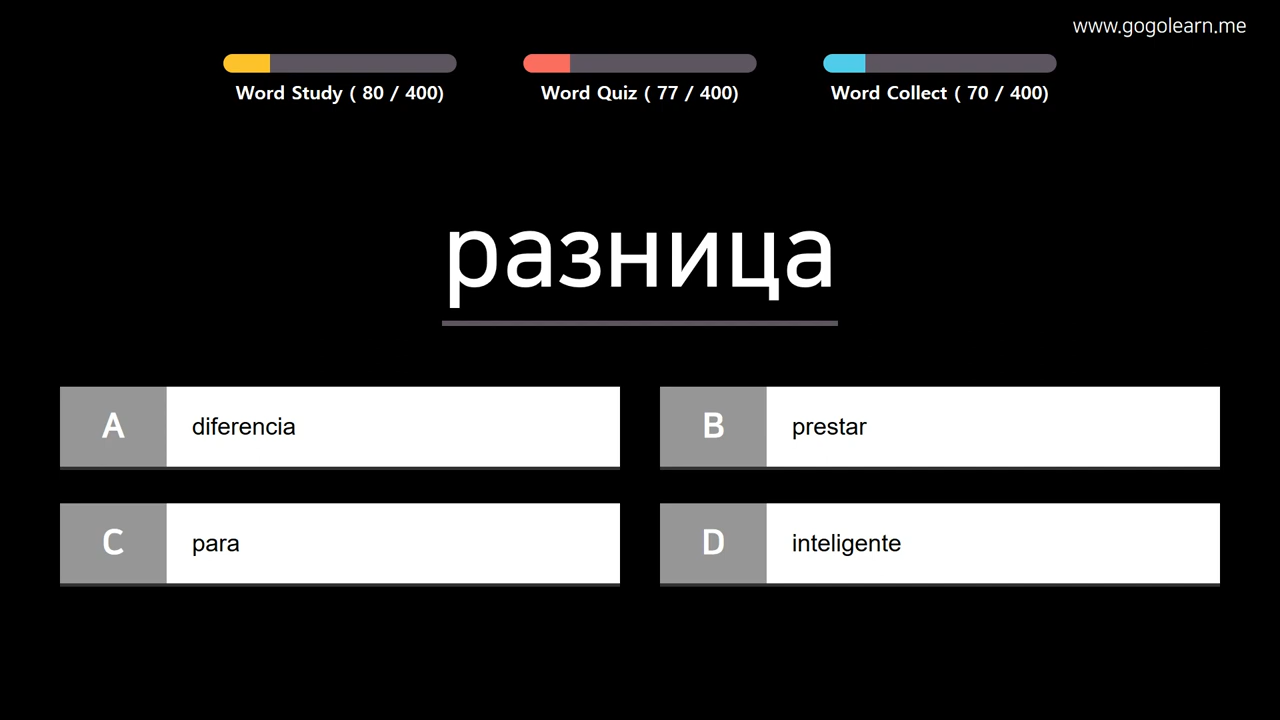 www.gogolearn.me
Word Study ( 80 / 400)
Word Quiz ( 77 / 400)
Word Collect ( 70 / 400)
разница
A diferencia
B prestar
C para
D inteligente